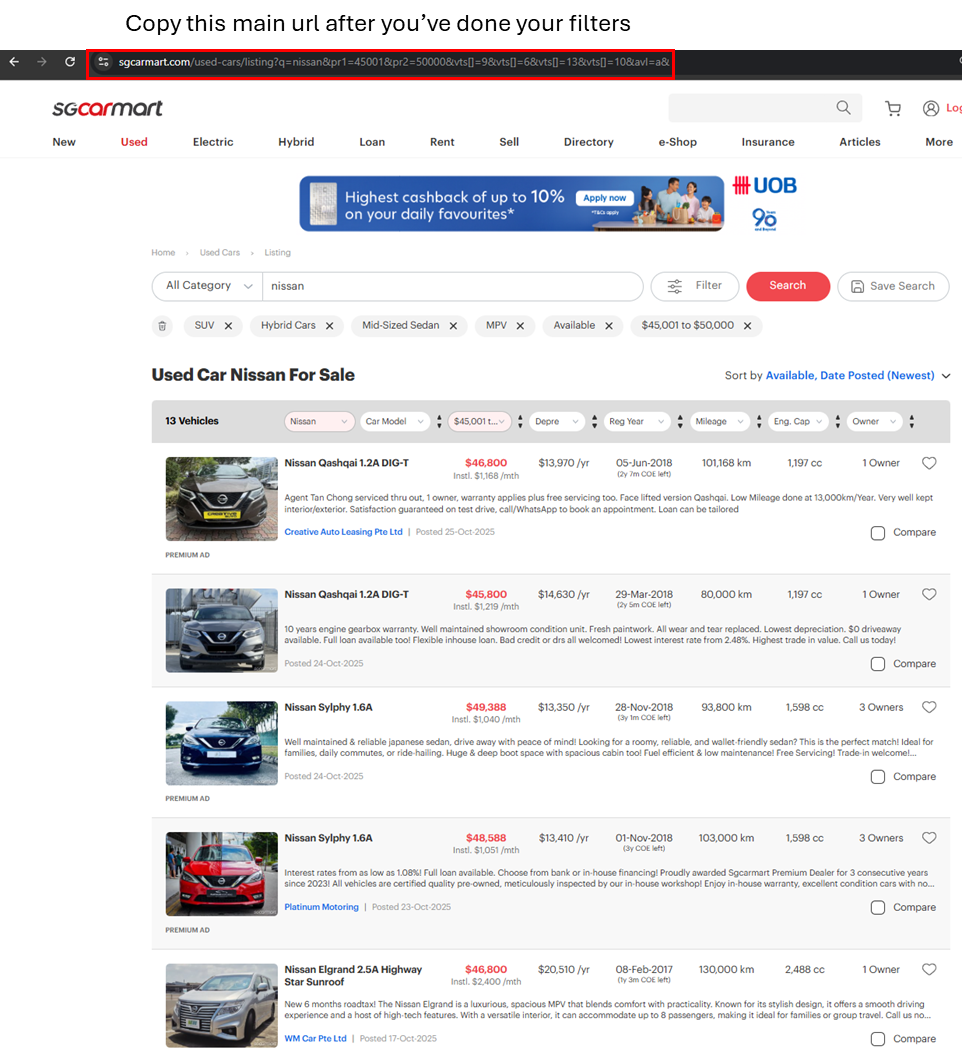 Copy this main url after you've done your filters
sgcarmart.com/used-cars/listing?q=nissan&pr1=45001&pr2=50000&vts[]=9&vts[]=6&vts[]=13&vts[]=10&avl=a&
sgcarmart
Log
New Used Electric Hybrid Loan Rent Sell Directory e-Shop Insurance Articles More
Highest cashback of up to 10%
on your daily favourites*
Apply now
*T&Cs apply
UOB
90
Home › Used Cars › Listing
All Category nissan Filter Search Save Search
SUV ✕ Hybrid Cars ✕ Mid-Sized Sedan ✕ MPV ✕ Available ✕ $45,001 to $50,000 ✕
Used Car Nissan For Sale
Sort by Available, Date Posted (Newest)
13 Vehicles Nissan Car Model $45,001 t... Depre Reg Year Mileage Eng. Cap Owner
Nissan Qashqai 1.2A DIG-T $46,800 $13,970 /yr 05-Jun-2018 101,168 km 1,197 cc 1 Owner
Instl. $1,168 /mth (2y 7m COE left)
Agent Tan Chong serviced thru out, 1 owner, warranty applies plus free servicing too. Face lifted version Qashqai. Low Mileage done at 13,000km/Year. Very well kept
interior/exterior. Satisfaction guaranteed on test drive, call/WhatsApp to book an appointment. Loan can be tailored
Creative Auto Leasing Pte Ltd | Posted 25-Oct-2025
Compare
PREMIUM AD
Nissan Qashqai 1.2A DIG-T $45,800 $14,630 /yr 29-Mar-2018 80,000 km 1,197 cc 1 Owner
Instl. $1,219 /mth (2y 5m COE left)
10 years engine gearbox warranty. Well maintained showroom condition unit. Fresh paintwork. All wear and tear replaced. Lowest depreciation. $0 driveaway
available. Full loan available too! Flexible inhouse loan. Bad credit or drs all welcomed! Lowest interest rate from 2.48%. Highest trade in value. Call us today!
Posted 24-Oct-2025
Compare
Nissan Sylphy 1.6A $49,388 $13,350 /yr 28-Nov-2018 93,800 km 1,598 cc 3 Owners
Instl. $1,040 /mth (3y 1m COE left)
Well maintained & reliable japanese sedan, drive away with peace of mind! Looking for a roomy, reliable, and wallet-friendly sedan? This is the perfect match! Ideal for
families, daily commutes, or ride-hailing. Huge & deep boot space with spacious cabin too! Fuel efficient & low maintenance! Free Servicing! Trade-in welcome!...
Posted 24-Oct-2025
Compare
PREMIUM AD
Nissan Sylphy 1.6A $48,588 $13,410 /yr 01-Nov-2018 103,000 km 1,598 cc 3 Owners
Instl. $1,051 /mth (3y COE left)
Interest rates from as low as 1.08%! Full loan available. Choose from bank or in-house financing! Proudly awarded Sgcarmart Premium Dealer for 3 consecutive years
since 2023! All vehicles are certified quality pre-owned, meticulously inspected by our in-house workshop! Enjoy in-house warranty, excellent condition cars with no...
Platinum Motoring | Posted 23-Oct-2025
Compare
PREMIUM AD
Nissan Elgrand 2.5A Highway $46,800 $20,510 /yr 08-Feb-2017 130,000 km 2,488 cc 1 Owner
Star Sunroof Instl. $2,400 /mth (1y 3m COE left)
New 6 months roadtax! The Nissan Elgrand is a luxurious, spacious MPV that blends comfort with practicality. Known for its stylish design, it offers a smooth driving
experience and a host of high-tech features. With a versatile interior, it can accommodate up to 8 passengers, making it ideal for families or group travel. Call us no...
WM Car Pte Ltd | Posted 17-Oct-2025
Compare